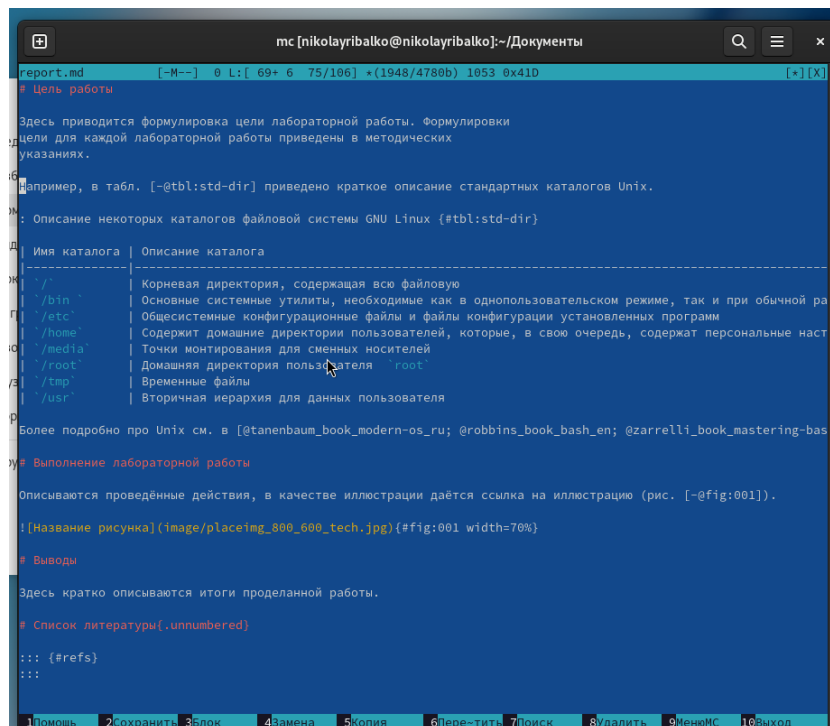 mc [nikolayribalko@nikolayribalko]:~/Документы
report.md [-M--] 0 L:[ 69+ 6 75/106] *(1948/4780b) 1053 0x41D [*][X]
# Цель работы
Здесь приводится формулировка цели лабораторной работы. Формулировки
цели для каждой лабораторной работы приведены в методических
указаниях.
Например, в табл. [-@tbl:std-dir] приведено краткое описание стандартных каталогов Unix.
: Описание некоторых каталогов файловой системы GNU Linux {#tbl:std-dir}
| Имя каталога | Описание каталога
|--------------|--------------------------------------------------------------------------------
| `/` | Корневая директория, содержащая всю файловую
| `/bin ` | Основные системные утилиты, необходимые как в однопользовательском режиме, так и при обычной ра
| `/etc` | Общесистемные конфигурационные файлы и файлы конфигурации установленных программ
| `/home` | Содержит домашние директории пользователей, которые, в свою очередь, содержат персональные наст
| `/media` | Точки монтирования для сменных носителей
| `/root` | Домашняя директория пользователя `root`
| `/tmp` | Временные файлы
| `/usr` | Вторичная иерархия для данных пользователя
Более подробно про Unix см. в [@tanenbaum_book_modern-os_ru; @robbins_book_bash_en; @zarrelli_book_mastering-bas
# Выполнение лабораторной работы
Описываются проведённые действия, в качестве иллюстрации даётся ссылка на иллюстрацию (рис. [-@fig:001]).
![Название рисунка](image/placeimg_800_600_tech.jpg){#fig:001 width=70%}
# Выводы
Здесь кратко описываются итоги проделанной работы.
# Список литературы{.unnumbered}
::: {#refs}
:::
1Помощь 2Сохранить 3Блок 4Замена 5Копия 6Пере~тить 7Поиск 8Удалить 9МенюMC 10Выход